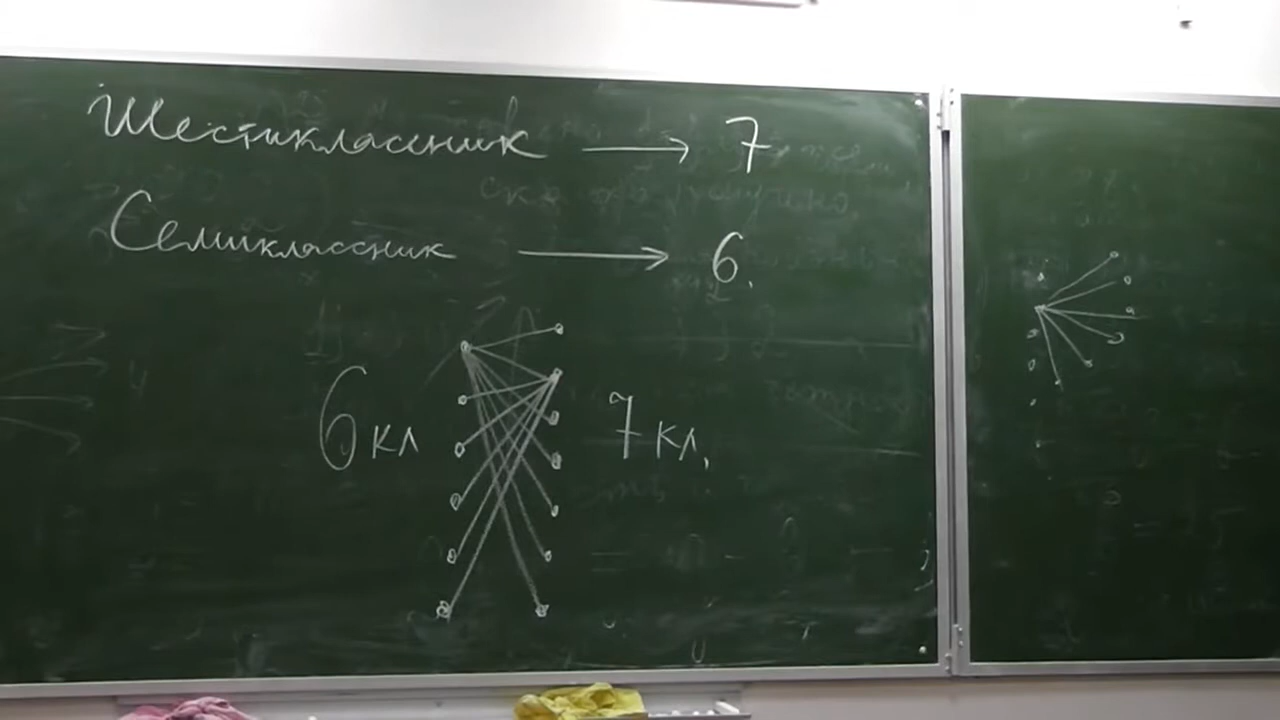 Шестиклассник → 7
Семиклассник → 6.
6 кл 7 кл.